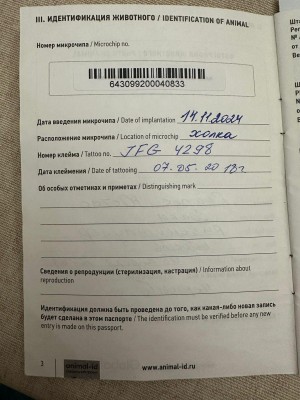 III. ИДЕНТИФИКАЦИЯ ЖИВОТНОГО / IDENTIFICATION OF ANIMAL
Номер микрочипа / Microchip no.
643099200040833
Дата введения микрочипа / Date of implantation 14.11.2024
Расположение микрочипа / Location of microchip холка
Номер клейма / Tattoo no. JFG 4298
Дата клеймения / Date of tattooing 07.05.2018г.
Об особых отметинах и приметах / Distinguishing mark
Сведения о репродукции (стерилизация, кастрация) / Information about
reproduction
Идентификация должна быть проведена до того, как какая-либо новая запись
будет сделана в этом паспорте / The identification must be verified before any new
entry is made on this passport.
3
animal-id
www.animal-id.ru